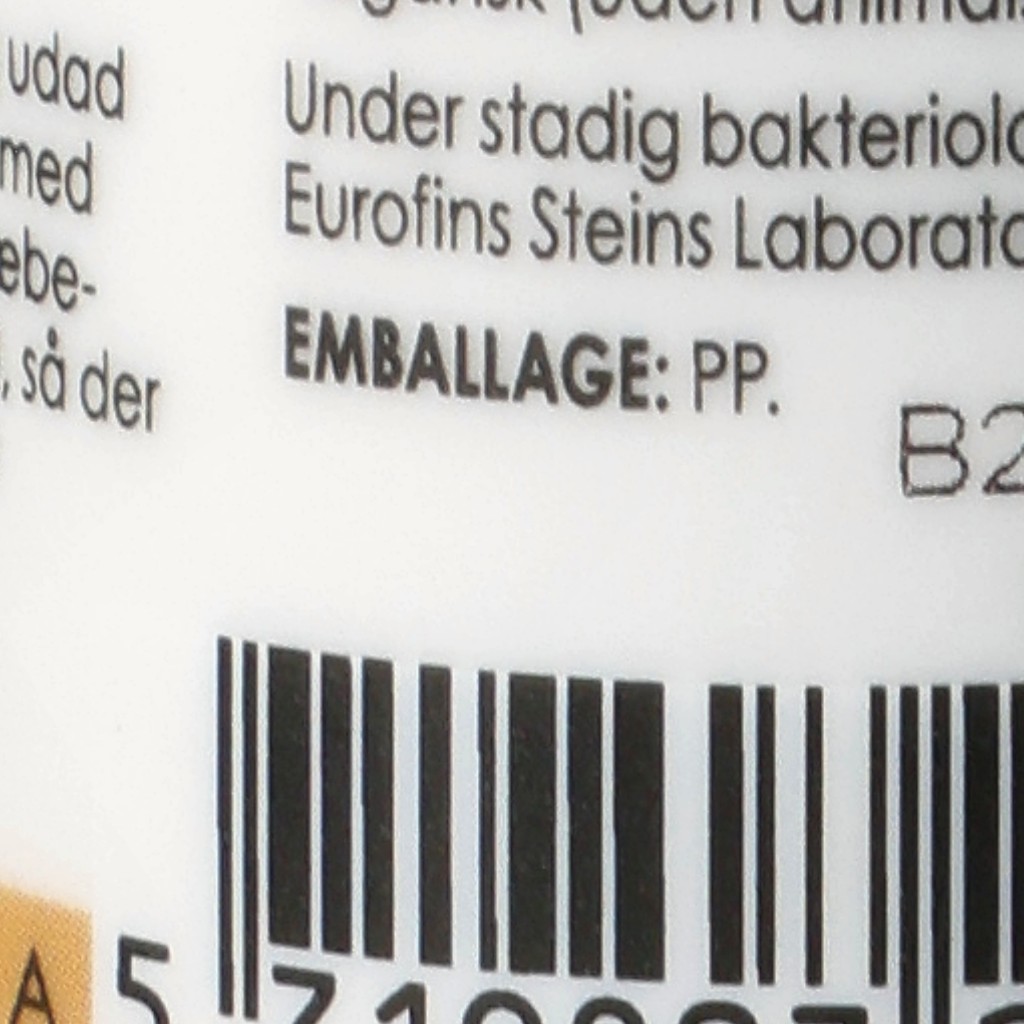 udad
med
ebe-
, så der
Under stadig bakteriolo
Eurofins Steins Laborato
EMBALLAGE: PP.
B2
A
5